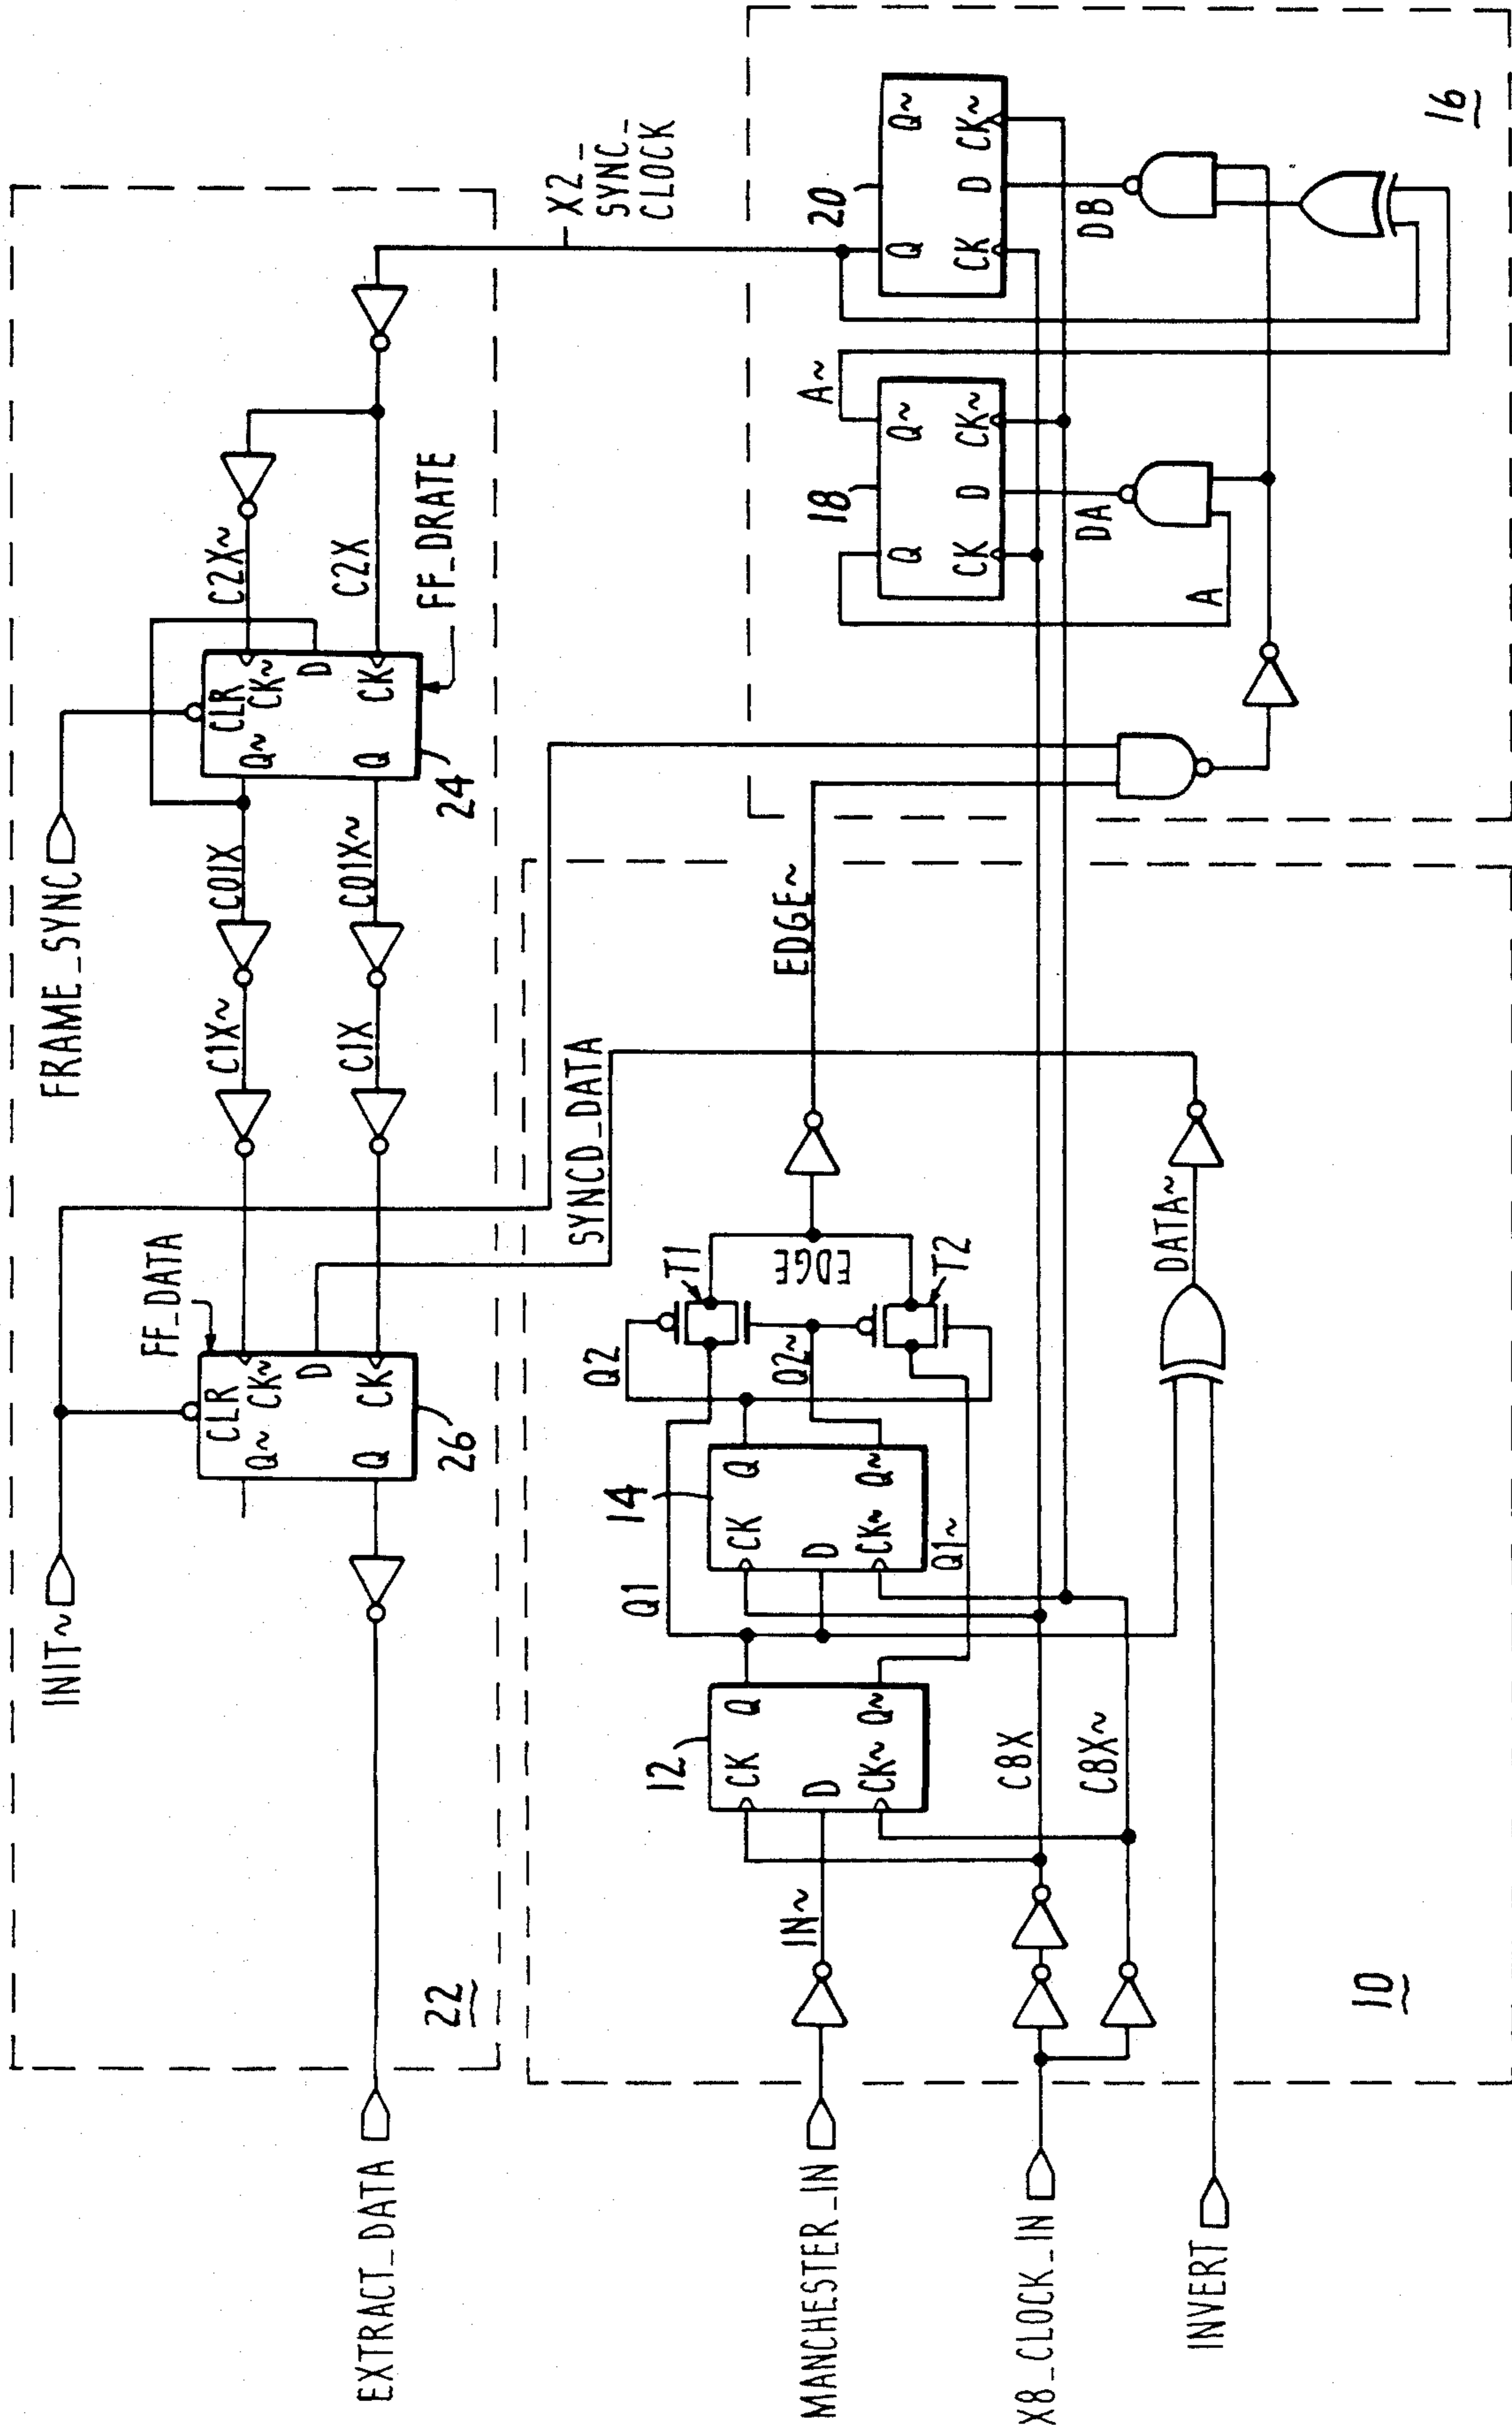 INIT~
FRAME_SYNC
FF_DATA
CLR
Q~
CK~
D
Q
CK
26
C1X~
C01X
C1X
C01X~
CLR
Q~
CK~
D
Q
CK
24
C2X~
C2X
FF_DRATE
X2_
SYNC_
CLOCK
EXTRACT_DATA
22
SYNCD_DATA
MANCHESTER_IN
IN~
12
CK
Q
D
CK~
Q~
Q1
14
CK
Q
D
CK~
Q~
Q1~
Q2
Q2~
T1
EDGE
T2
EDGE~
X8_CLOCK_IN
C8X
C8X~
INVERT
DATA~
10
18
Q
Q~
CK
D
CK~
A~
DA
A
20
Q
Q~
CK
D
CK~
DB
16